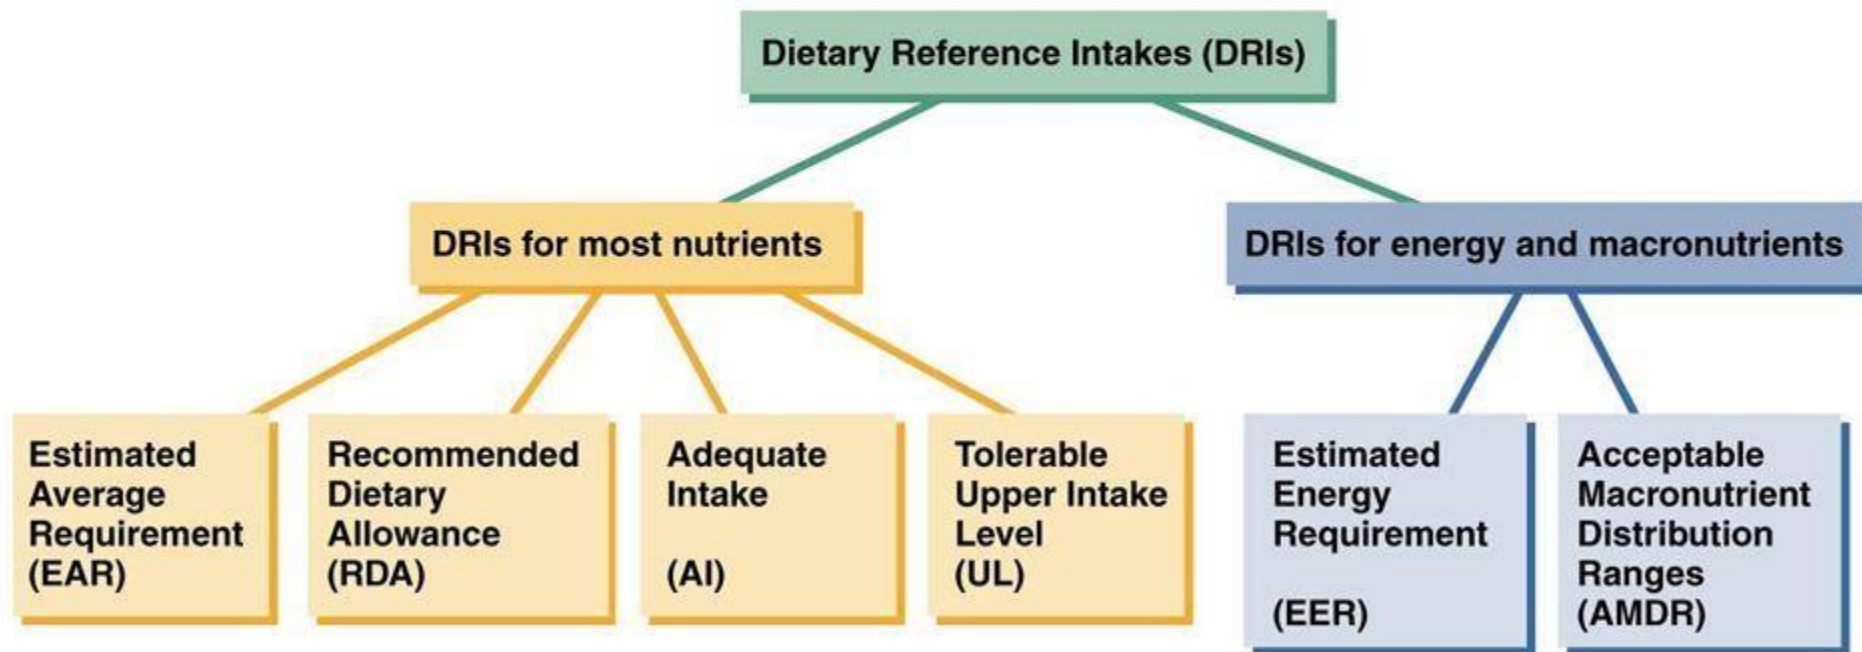 Dietary Reference Intakes (DRIs)
DRIs for most nutrients
DRIs for energy and macronutrients
Estimated
Average
Requirement
(EAR)
Recommended
Dietary
Allowance
(RDA)
Adequate
Intake
(AI)
Tolerable
Upper Intake
Level
(UL)
Estimated
Energy
Requirement
(EER)
Acceptable
Macronutrient
Distribution
Ranges
(AMDR)